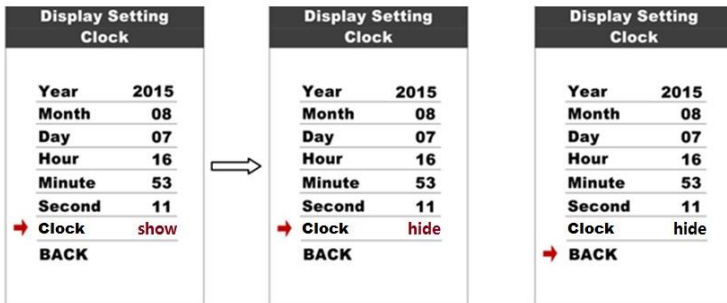 Display Setting
Clock
Year 2015
Month 08
Day 07
Hour 16
Minute 53
Second 11
Clock show
BACK
Display Setting
Clock
Year 2015
Month 08
Day 07
Hour 16
Minute 53
Second 11
Clock hide
BACK
Display Setting
Clock
Year 2015
Month 08
Day 07
Hour 16
Minute 53
Second 11
Clock hide
BACK